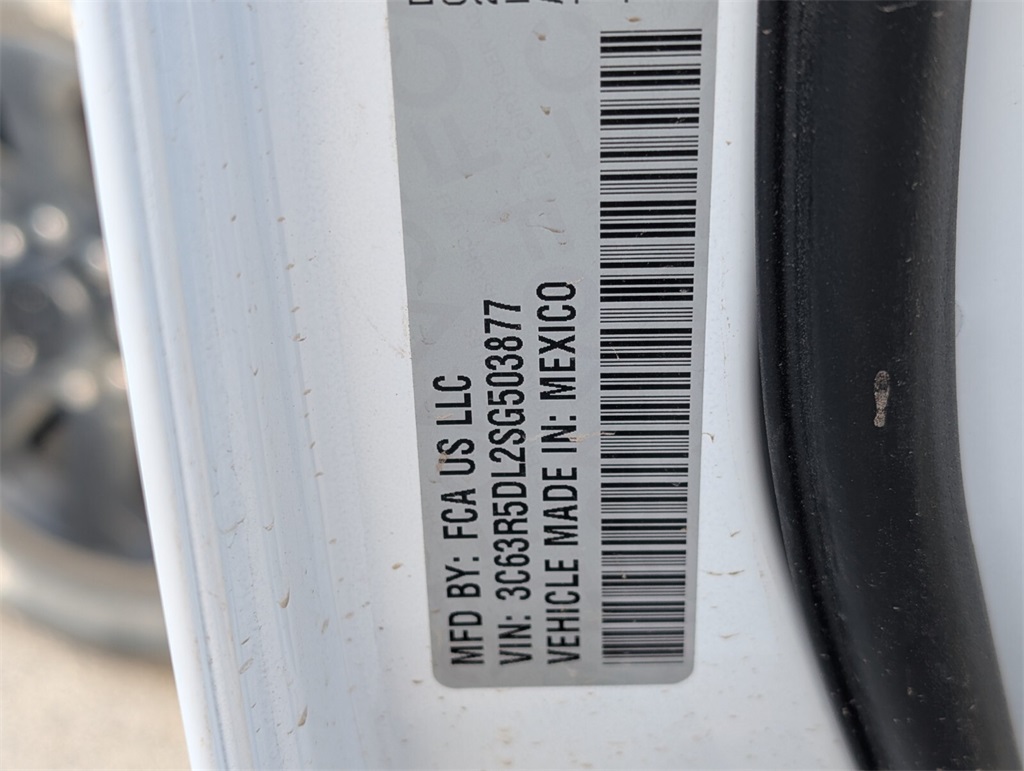 MFD BY: FCA US LLC
VIN: 3C63R5DL2SG503877
VEHICLE MADE IN: MEXICO